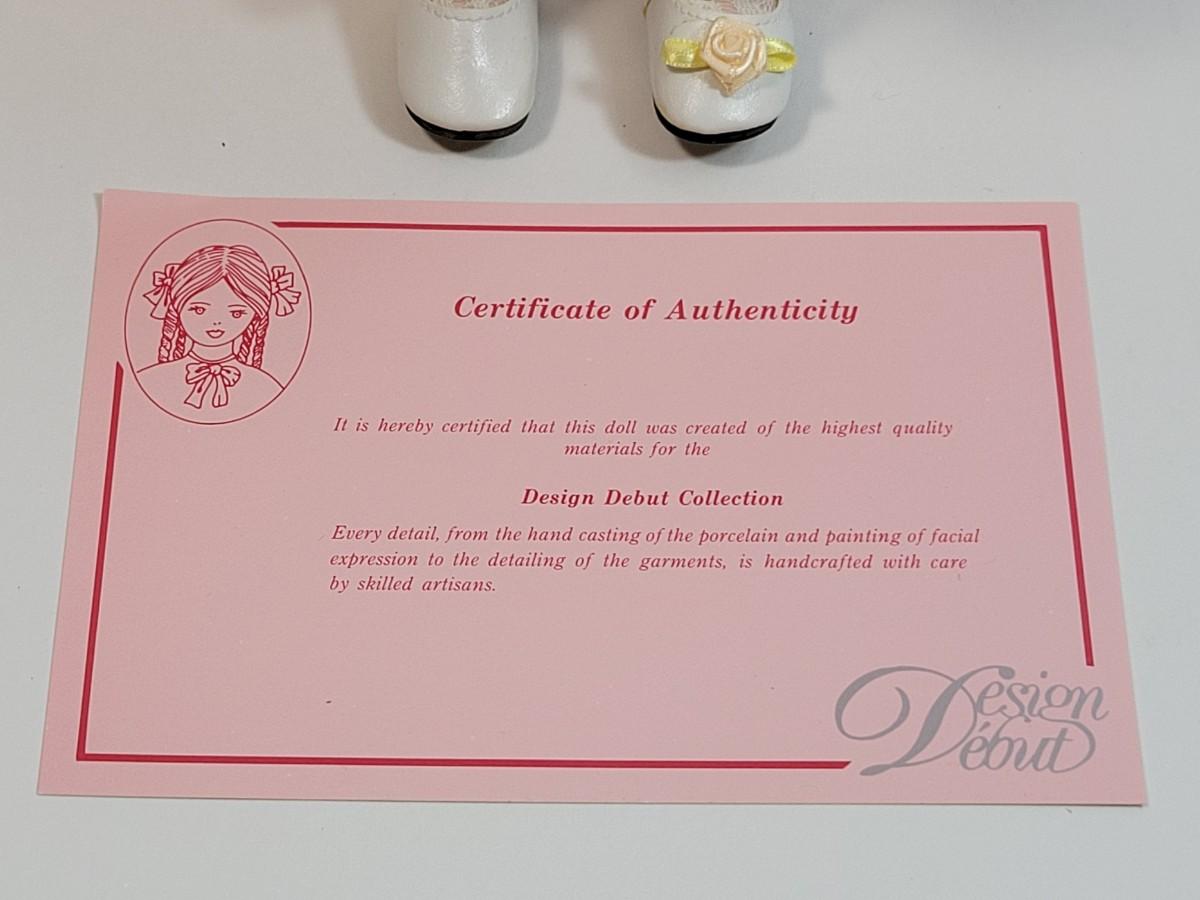 Certificate of Authenticity
It is hereby certified that this doll was created of the highest quality
materials for the
Design Debut Collection
Every detail, from the hand casting of the porcelain and painting of facial
expression to the detailing of the garments, is handcrafted with care
by skilled artisans.
Design
Début